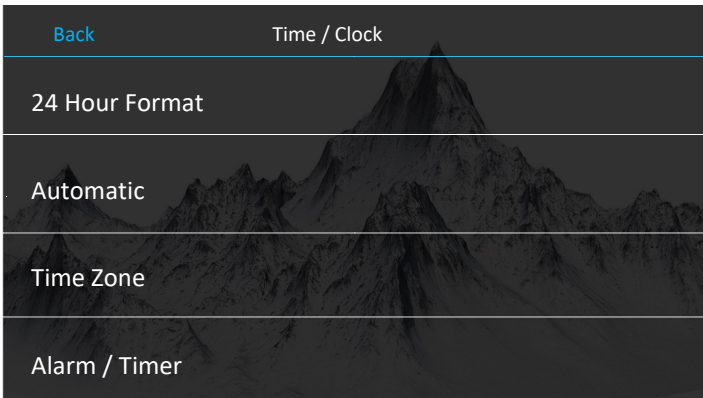 Back Time / Clock
24 Hour Format
Automatic
Time Zone
Alarm / Timer